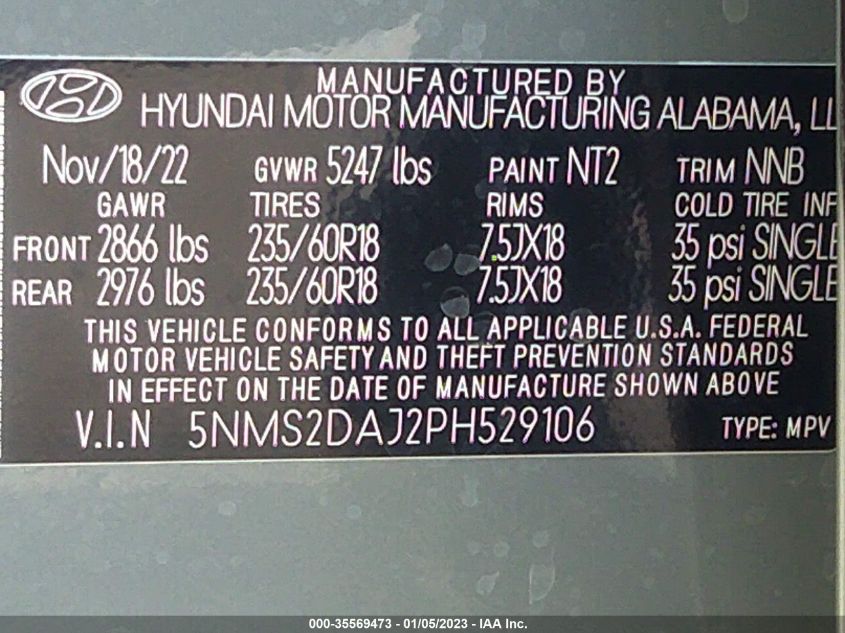 MANUFACTURED BY
HYUNDAI MOTOR MANUFACTURING ALABAMA, LL
Nov/18/22 GVWR 5247 lbs PAINT NT2 TRIM NNB
GAWR TIRES RIMS COLD TIRE INF
FRONT 2866 lbs 235/60R18 7.5JX18 35 psi SINGLE
REAR 2976 lbs 235/60R18 7.5JX18 35 psi SINGLE
THIS VEHICLE CONFORMS TO ALL APPLICABLE U.S.A. FEDERAL
MOTOR VEHICLE SAFETY AND THEFT PREVENTION STANDARDS
IN EFFECT ON THE DATE OF MANUFACTURE SHOWN ABOVE
V.I.N 5NMS2DAJ2PH529106 TYPE: MPV
000-35569473 - 01/05/2023 - IAA Inc.